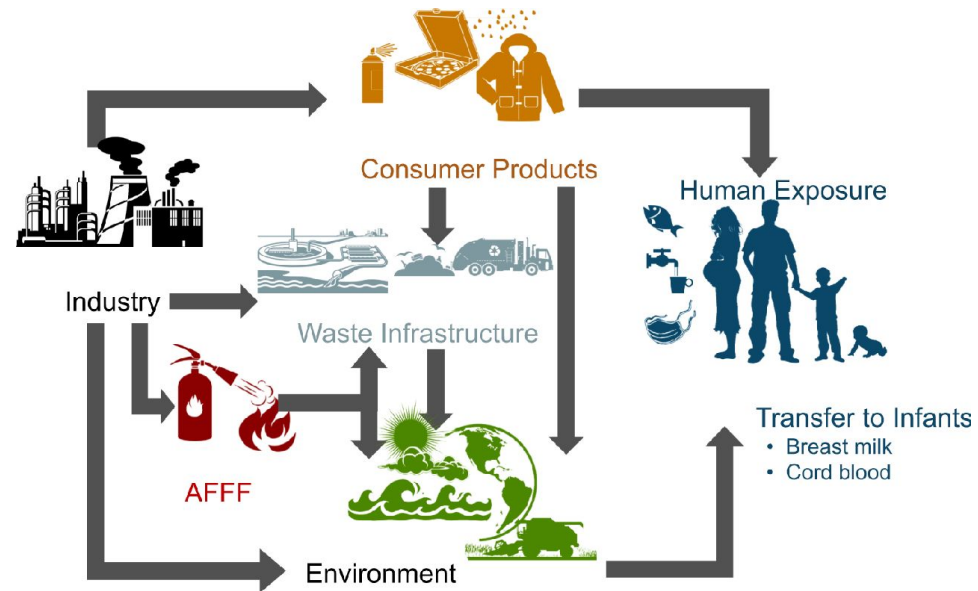 Consumer Products
Human Exposure
Industry
Waste Infrastructure
AFFF
Transfer to Infants
• Breast milk
• Cord blood
Environment